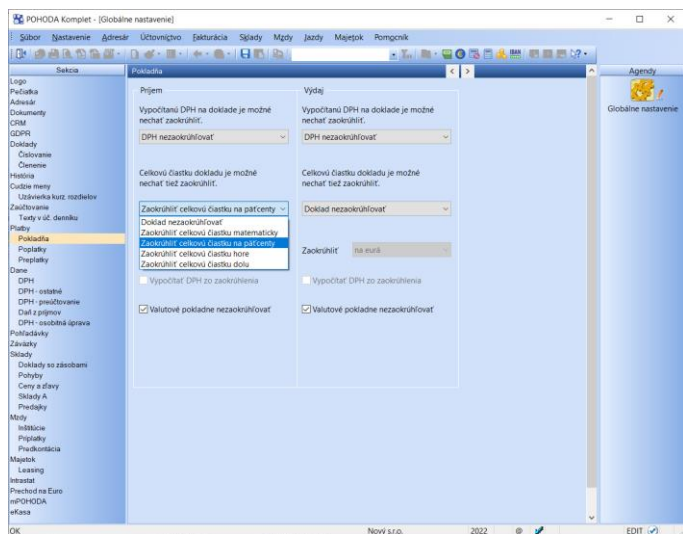 POHODA Komplet - [Globálne nastavenie]
Súbor Nastavenie Adresár Účtovníctvo Fakturácia Sklady Mzdy Jazdy Majetok Pomocník
Sekcia
Logo
Pečiatka
Adresár
Dokumenty
CRM
GDPR
Doklady
Číslovanie
Členenie
História
Cudzie meny
Uzávierka kurz. rozdielov
Zaúčtovanie
Texty v úč. denníku
Platby
Pokladňa
Poplatky
Preplatky
Dane
DPH
DPH - ostatné
DPH - preúčtovanie
Daň z príjmov
DPH - osobitná úprava
Pohľadávky
Záväzky
Sklady
Doklady so zásobami
Pohyby
Ceny a zľavy
Sklady A
Predajky
Mzdy
Inštitúcie
Príplatky
Predkontácia
Majetok
Leasing
Intrastat
Prechod na Euro
mPOHODA
eKasa
Pokladňa
Príjem
Vypočítanú DPH na doklade je možné
nechať zaokrúhliť.
DPH nezaokrúhľovať
Celkovú čiastku dokladu je možné
nechať tiež zaokrúhliť.
Zaokrúhliť celkovú čiastku na päťcenty
Doklad nezaokrúhľovať
Zaokrúhliť celkovú čiastku matematicky
Zaokrúhliť celkovú čiastku na päťcenty
Zaokrúhliť celkovú čiastku hore
Zaokrúhliť celkovú čiastku dolu
Vypočítať DPH zo zaokrúhlenia
Valutové pokladne nezaokrúhľovať
Výdaj
Vypočítanú DPH na doklade je možné
nechať zaokrúhliť.
DPH nezaokrúhľovať
Celkovú čiastku dokladu je možné
nechať tiež zaokrúhliť.
Doklad nezaokrúhľovať
Zaokrúhliť na eurá
Vypočítať DPH zo zaokrúhlenia
Valutové pokladne nezaokrúhľovať
Agendy
Globálne nastavenie
OK Nový s.r.o. 2022 @ EDIT